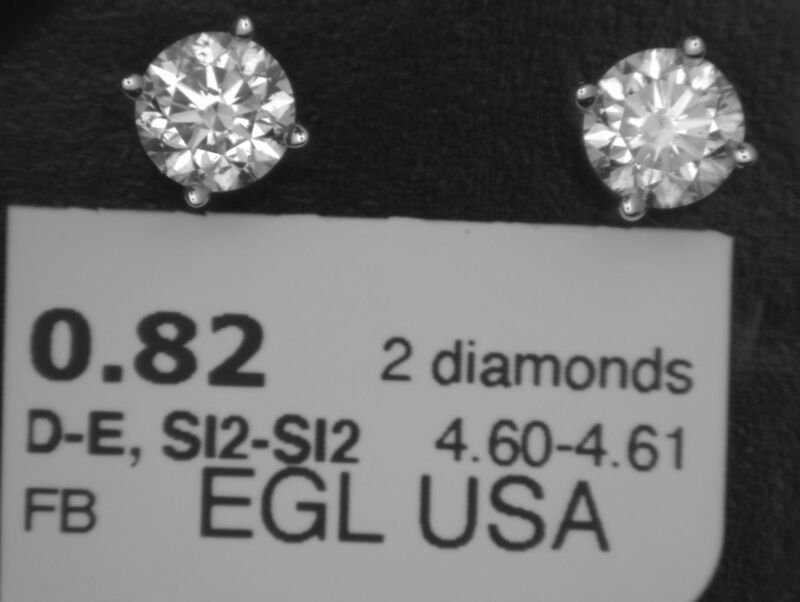 0.82 2 diamonds
D-E, SI2-SI2 4.60-4.61
FB EGL USA